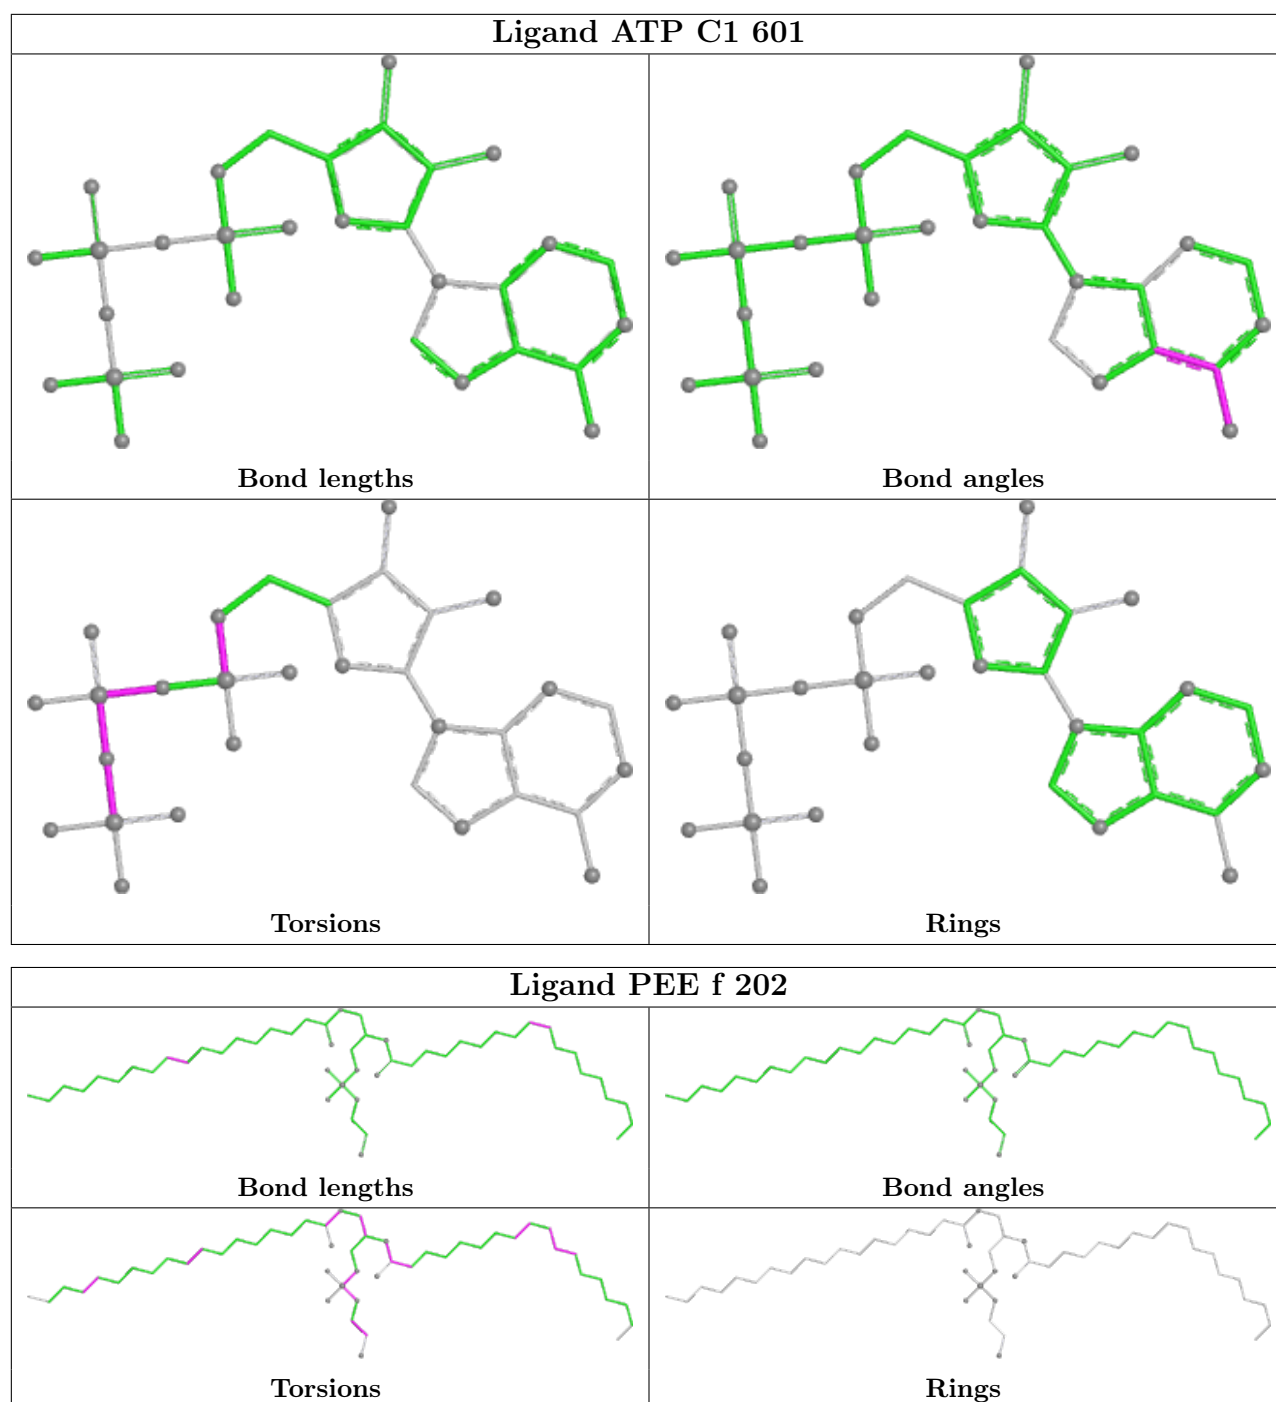 Ligand ATP C1 601
Bond lengths
Bond angles
Torsions
Rings
Ligand PEE f 202
Bond lengths
Bond angles
Torsions
Rings